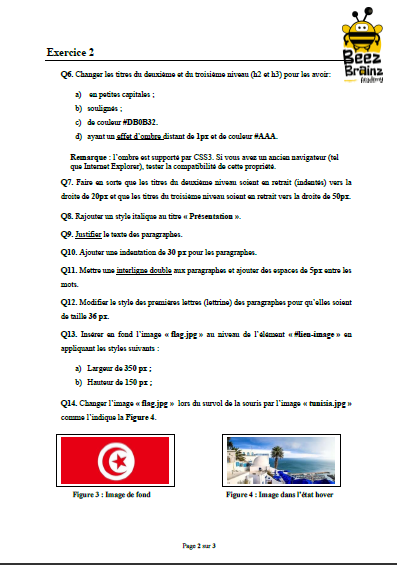 Beez
Brainz
Academy
Exercice 2
Q6. Changer les titres du deuxième et du troisième niveau (h2 et h3) pour les avoir:
a) en petites capitales ;
b) soulignés ;
c) de couleur #DB0B32.
d) ayant un effet d'ombre distant de 1px et de couleur #AAA.
Remarque : l'ombre est supporté par CSS3. Si vous avez un ancien navigateur (tel
que Internet Explorer), tester la compatibilité de cette propriété.
Q7. Faire en sorte que les titres du deuxième niveau soient en retrait (indentés) vers la
droite de 20px et que les titres du troisième niveau soient en retrait vers la droite de 50px.
Q8. Rajouter un style italique au titre « Présentation ».
Q9. Justifier le texte des paragraphes.
Q10. Ajouter une indentation de 30 px pour les paragraphes.
Q11. Mettre une interligne double aux paragraphes et ajouter des espaces de 5px entre les
mots.
Q12. Modifier le style des premières lettres (lettrine) des paragraphes pour qu'elles soient
de taille 36 px.
Q13. Insérer en fond l'image « flag.jpg » au niveau de l'élément « #lien-image » en
appliquant les styles suivants :
a) Largeur de 350 px ;
b) Hauteur de 150 px ;
Q14. Changer l'image « flag.jpg » lors du survol de la souris par l'image « tunisia.jpg »
comme l'indique la Figure 4.
Figure 3 : Image de fond
Figure 4 : Image dans l'état hover
Page 2 sur 3